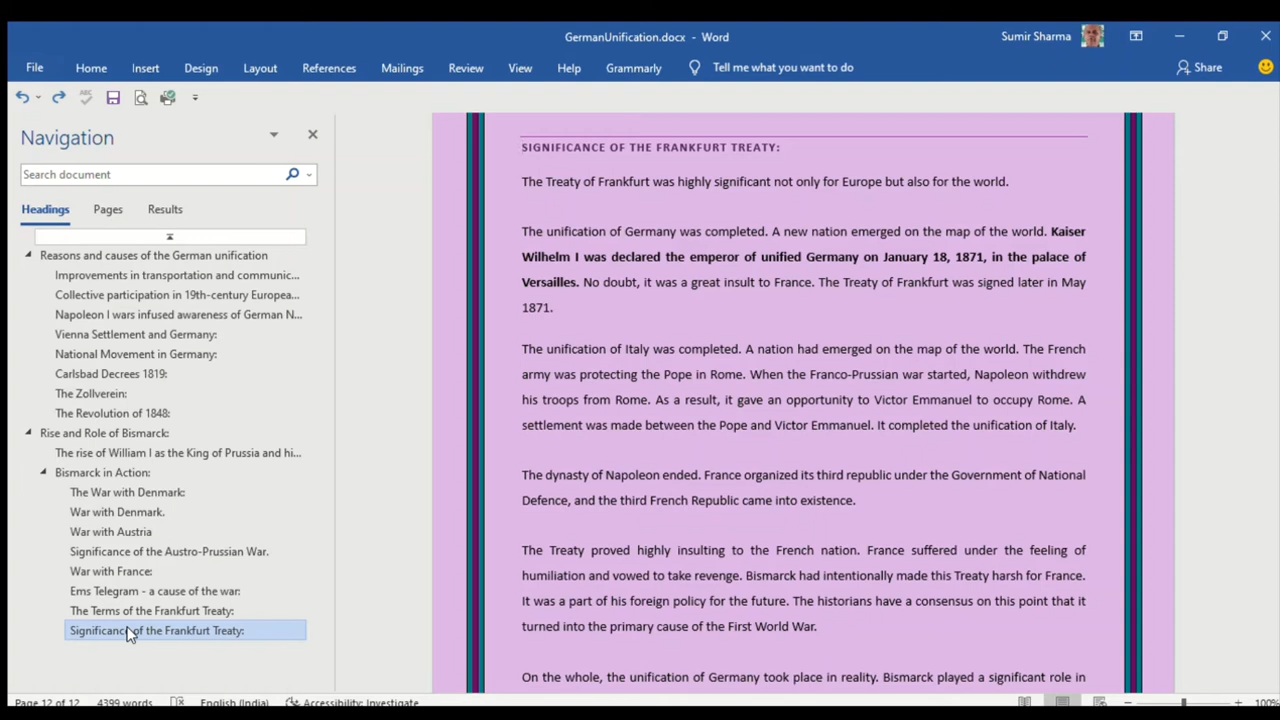 GermanUnification.docx - Word
Sumir Sharma
File Home Insert Design Layout References Mailings Review View Help Grammarly Tell me what you want to do Share
ABC
Navigation
Search document
Headings Pages Results
Reasons and causes of the German unification
Improvements in transportation and communic...
Collective participation in 19th-century Europea...
Napoleon I wars infused awareness of German N...
Vienna Settlement and Germany:
National Movement in Germany:
Carlsbad Decrees 1819:
The Zollverein:
The Revolution of 1848:
Rise and Role of Bismarck:
The rise of William I as the King of Prussia and hi...
Bismarck in Action:
The War with Denmark:
War with Denmark.
War with Austria
Significance of the Austro-Prussian War.
War with France:
Ems Telegram - a cause of the war:
The Terms of the Frankfurt Treaty:
Significance of the Frankfurt Treaty:
SIGNIFICANCE OF THE FRANKFURT TREATY:
The Treaty of Frankfurt was highly significant not only for Europe but also for the world.
The unification of Germany was completed. A new nation emerged on the map of the world. Kaiser
Wilhelm I was declared the emperor of unified Germany on January 18, 1871, in the palace of
Versailles. No doubt, it was a great insult to France. The Treaty of Frankfurt was signed later in May
1871.
The unification of Italy was completed. A nation had emerged on the map of the world. The French
army was protecting the Pope in Rome. When the Franco-Prussian war started, Napoleon withdrew
his troops from Rome. As a result, it gave an opportunity to Victor Emmanuel to occupy Rome. A
settlement was made between the Pope and Victor Emmanuel. It completed the unification of Italy.
The dynasty of Napoleon ended. France organized its third republic under the Government of National
Defence, and the third French Republic came into existence.
The Treaty proved highly insulting to the French nation. France suffered under the feeling of
humiliation and vowed to take revenge. Bismarck had intentionally made this Treaty harsh for France.
It was a part of his foreign policy for the future. The historians have a consensus on this point that it
turned into the primary cause of the First World War.
On the whole, the unification of Germany took place in reality. Bismarck played a significant role in
Page 12 of 12 4399 words English (India) Accessibility: Investigate 100%